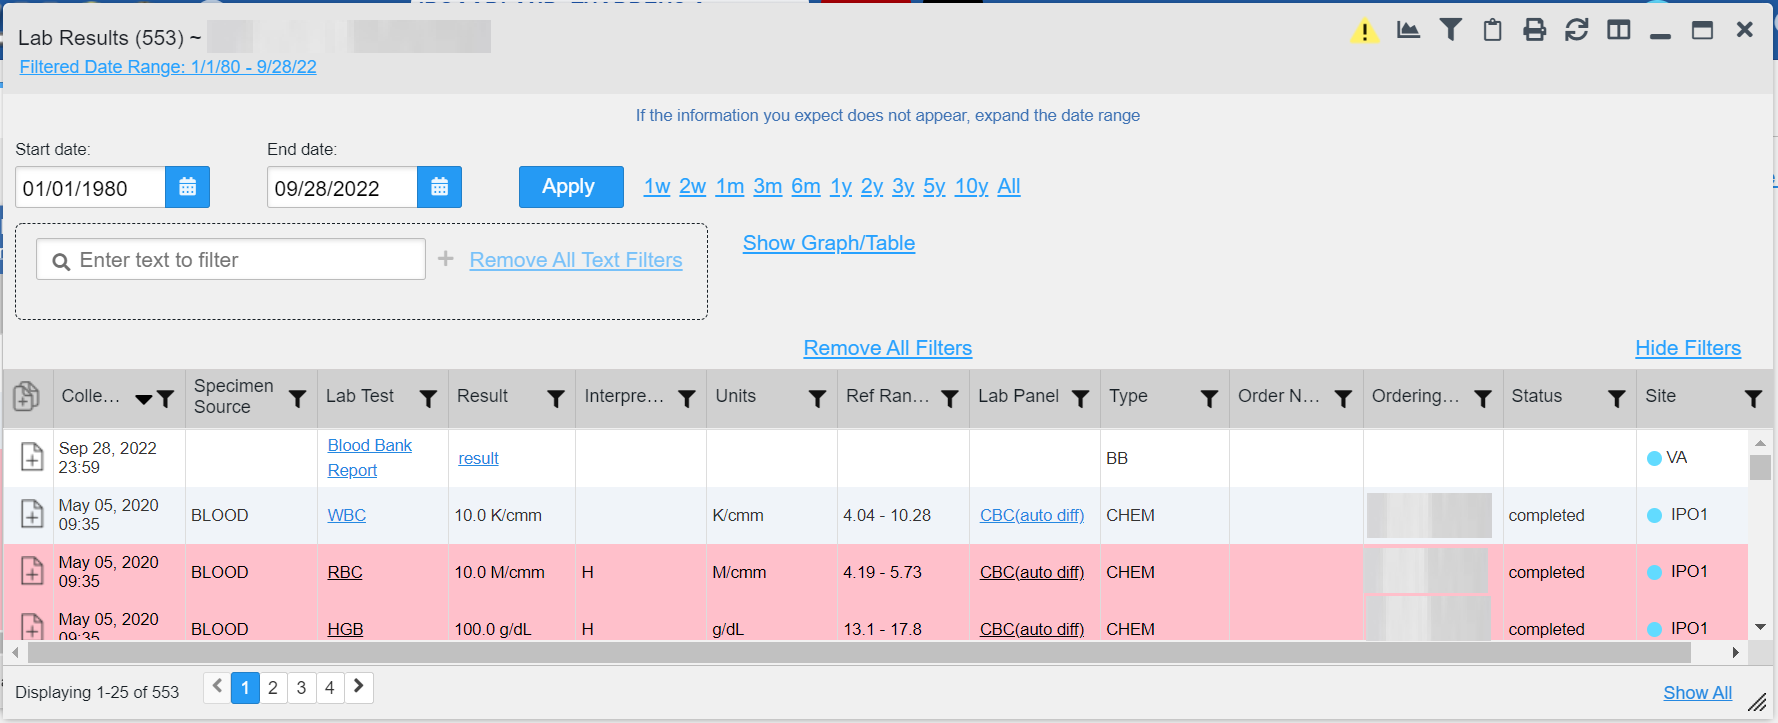 Lab Results (553) ~
Filtered Date Range: 1/1/80 - 9/28/22
If the information you expect does not appear, expand the date range
Start date:
End date:
01/01/1980
09/28/2022
Apply
1w 2w 1m 3m 6m 1y 2y 3y 5y 10y All
Enter text to filter
+ Remove All Text Filters
Show Graph/Table
Remove All Filters
Hide Filters
Colle... Specimen Source Lab Test Result Interpre... Units Ref Ran... Lab Panel Type Order N... Ordering... Status Site
Sep 28, 2022 23:59 Blood Bank Report result BB VA
May 05, 2020 09:35 BLOOD WBC 10.0 K/cmm K/cmm 4.04 - 10.28 CBC(auto diff) CHEM completed IPO1
May 05, 2020 09:35 BLOOD RBC 10.0 M/cmm H M/cmm 4.19 - 5.73 CBC(auto diff) CHEM completed IPO1
May 05, 2020 09:35 BLOOD HGB 100.0 g/dL H g/dL 13.1 - 17.8 CBC(auto diff) CHEM completed IPO1
Displaying 1-25 of 553
1 2 3 4
Show All